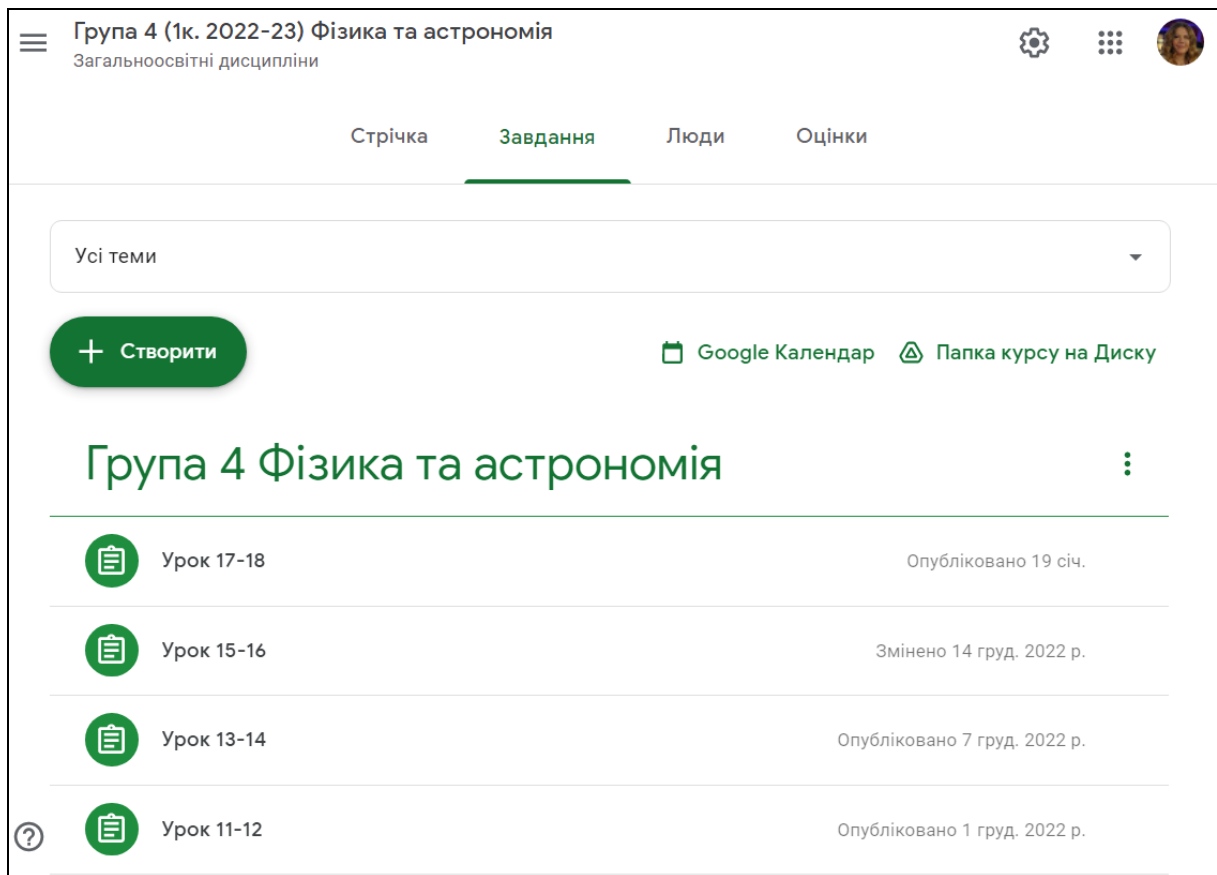 Група 4 (1к. 2022-23) Фізика та астрономія
Загальноосвітні дисципліни
Стрічка Завдання Люди Оцінки
Усі теми
Створити Google Календар Папка курсу на Диску
Група 4 Фізика та астрономія
Урок 17-18 Опубліковано 19 січ.
Урок 15-16 Змінено 14 груд. 2022 р.
Урок 13-14 Опубліковано 7 груд. 2022 р.
Урок 11-12 Опубліковано 1 груд. 2022 р.